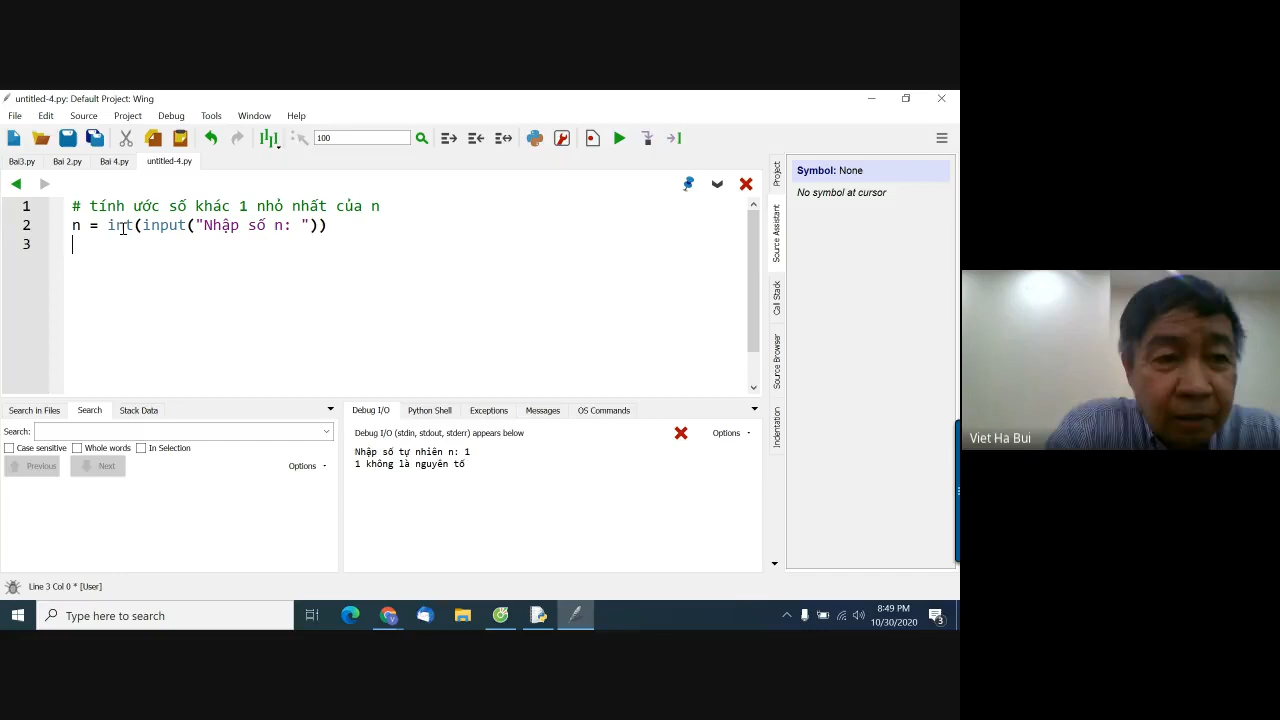 untitled-4.py: Default Project: Wing
File Edit Source Project Debug Tools Window Help
100
Bai3.py Bai 2.py Bai 4.py untitled-4.py
1 # tính ước số khác 1 nhỏ nhất của n
2 n = int(input("Nhập số n: "))
3
Project
Source Assistant
Call Stack
Source Browser
Indentation
Symbol: None
No symbol at cursor
Search in Files Search Stack Data
Search:
Case sensitive Whole words In Selection
Previous Next Options
Debug I/O Python Shell Exceptions Messages OS Commands
Debug I/O (stdin, stdout, stderr) appears below Options
Nhập số tự nhiên n: 1
1 không là nguyên tố
Line 3 Col 0 * [User]
Type here to search
8:49 PM
10/30/2020
3
Viet Ha Bui